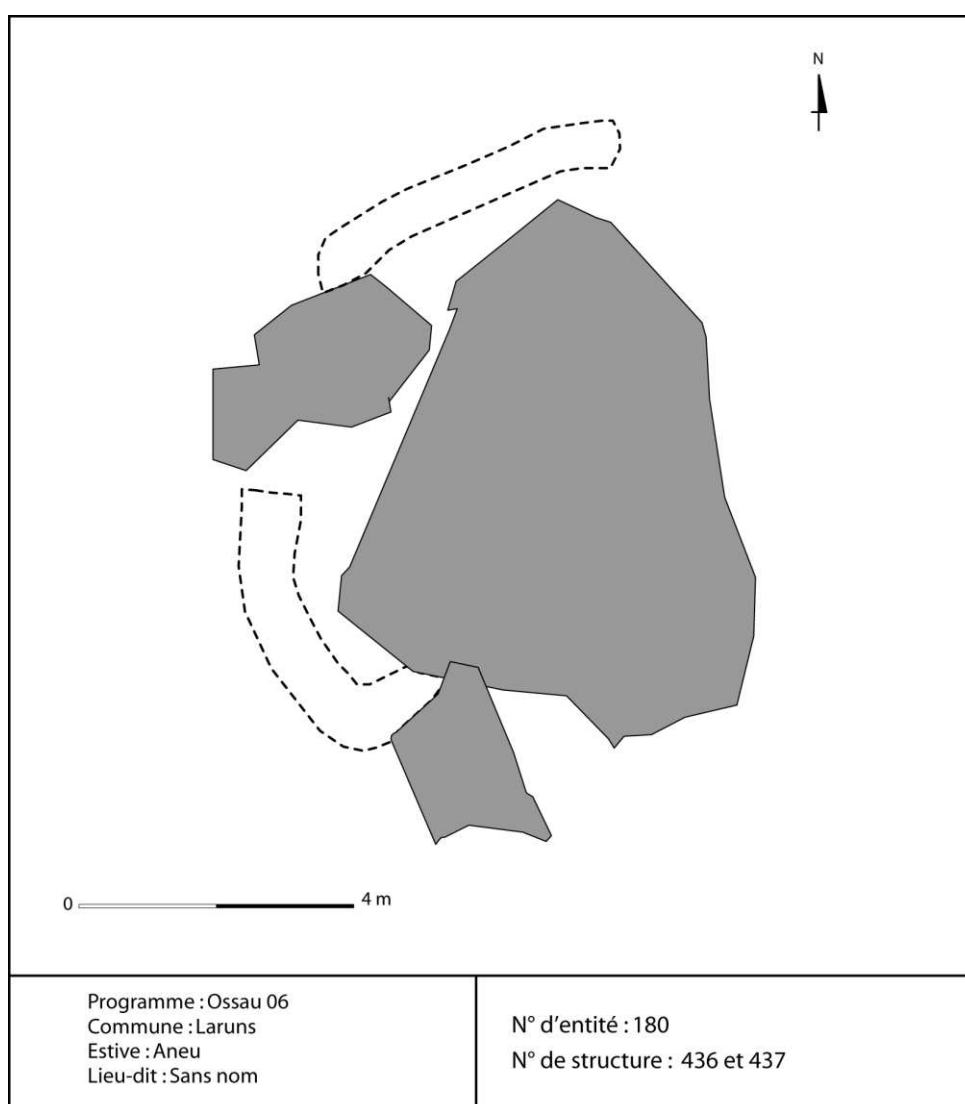 N
0 4 m
Programme : Ossau 06
Commune : Laruns
Estive : Aneu
Lieu-dit : Sans nom
N° d'entité : 180
N° de structure : 436 et 437